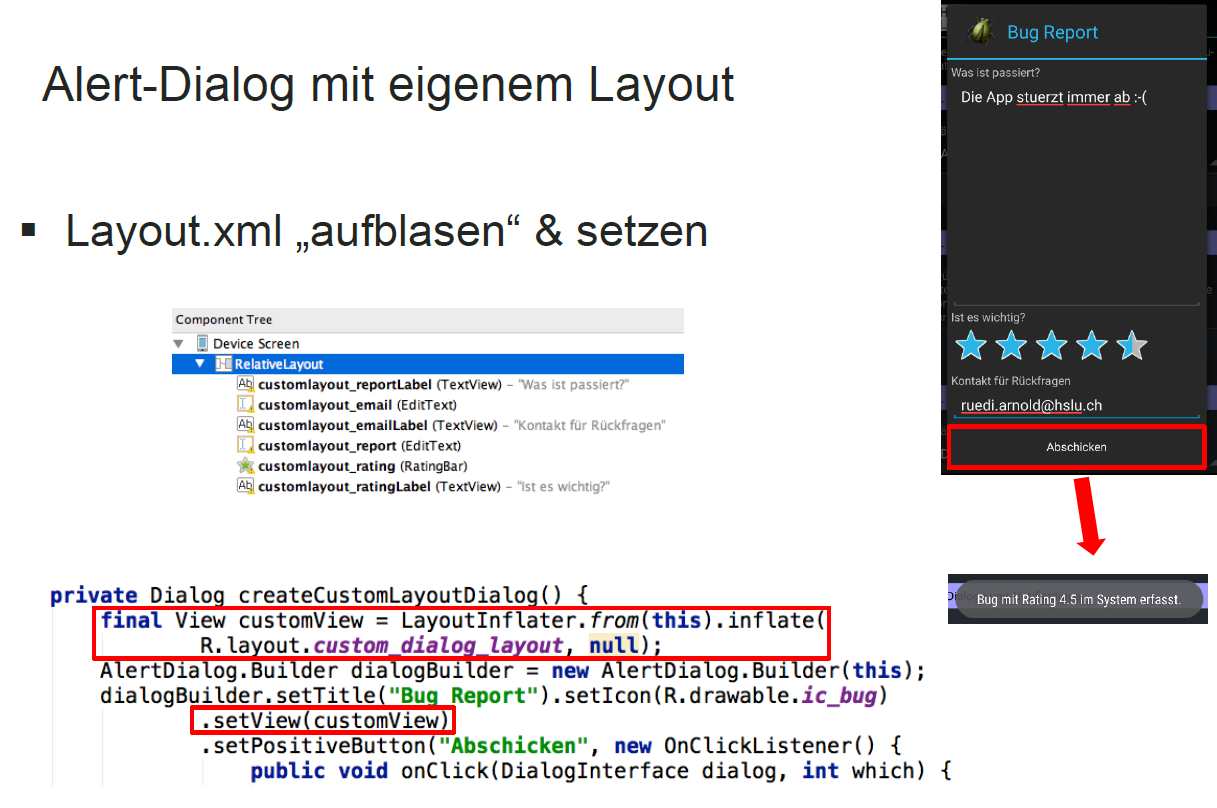 Alert-Dialog mit eigenem Layout
▪ Layout.xml „aufblasen“ & setzen
Component Tree
Device Screen
RelativeLayout
Ab customlayout_reportLabel (TextView) – "Was ist passiert?"
customlayout_email (EditText)
Ab customlayout_emailLabel (TextView) – "Kontakt für Rückfragen"
customlayout_report (EditText)
customlayout_rating (RatingBar)
Ab customlayout_ratingLabel (TextView) – "Ist es wichtig?"
private Dialog createCustomLayoutDialog() {
final View customView = LayoutInflater.from(this).inflate(
R.layout.custom_dialog_layout, null);
AlertDialog.Builder dialogBuilder = new AlertDialog.Builder(this);
dialogBuilder.setTitle("Bug Report").setIcon(R.drawable.ic_bug)
.setView(customView)
.setPositiveButton("Abschicken", new OnClickListener() {
public void onClick(DialogInterface dialog, int which) {
Bug Report
Was ist passiert?
Die App stuerzt immer ab :-(
Ist es wichtig?
Kontakt für Rückfragen
ruedi.arnold@hslu.ch
Abschicken
Bug mit Rating 4.5 im System erfasst.